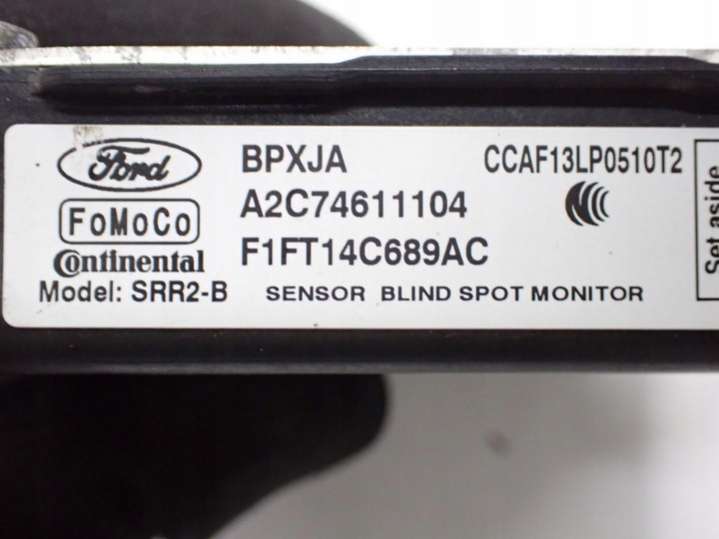 Ford BPXJA CCAF13LP0510T2
FoMoCo A2C74611104
Continental F1FT14C689AC
Model: SRR2-B SENSOR BLIND SPOT MONITOR
Set aside